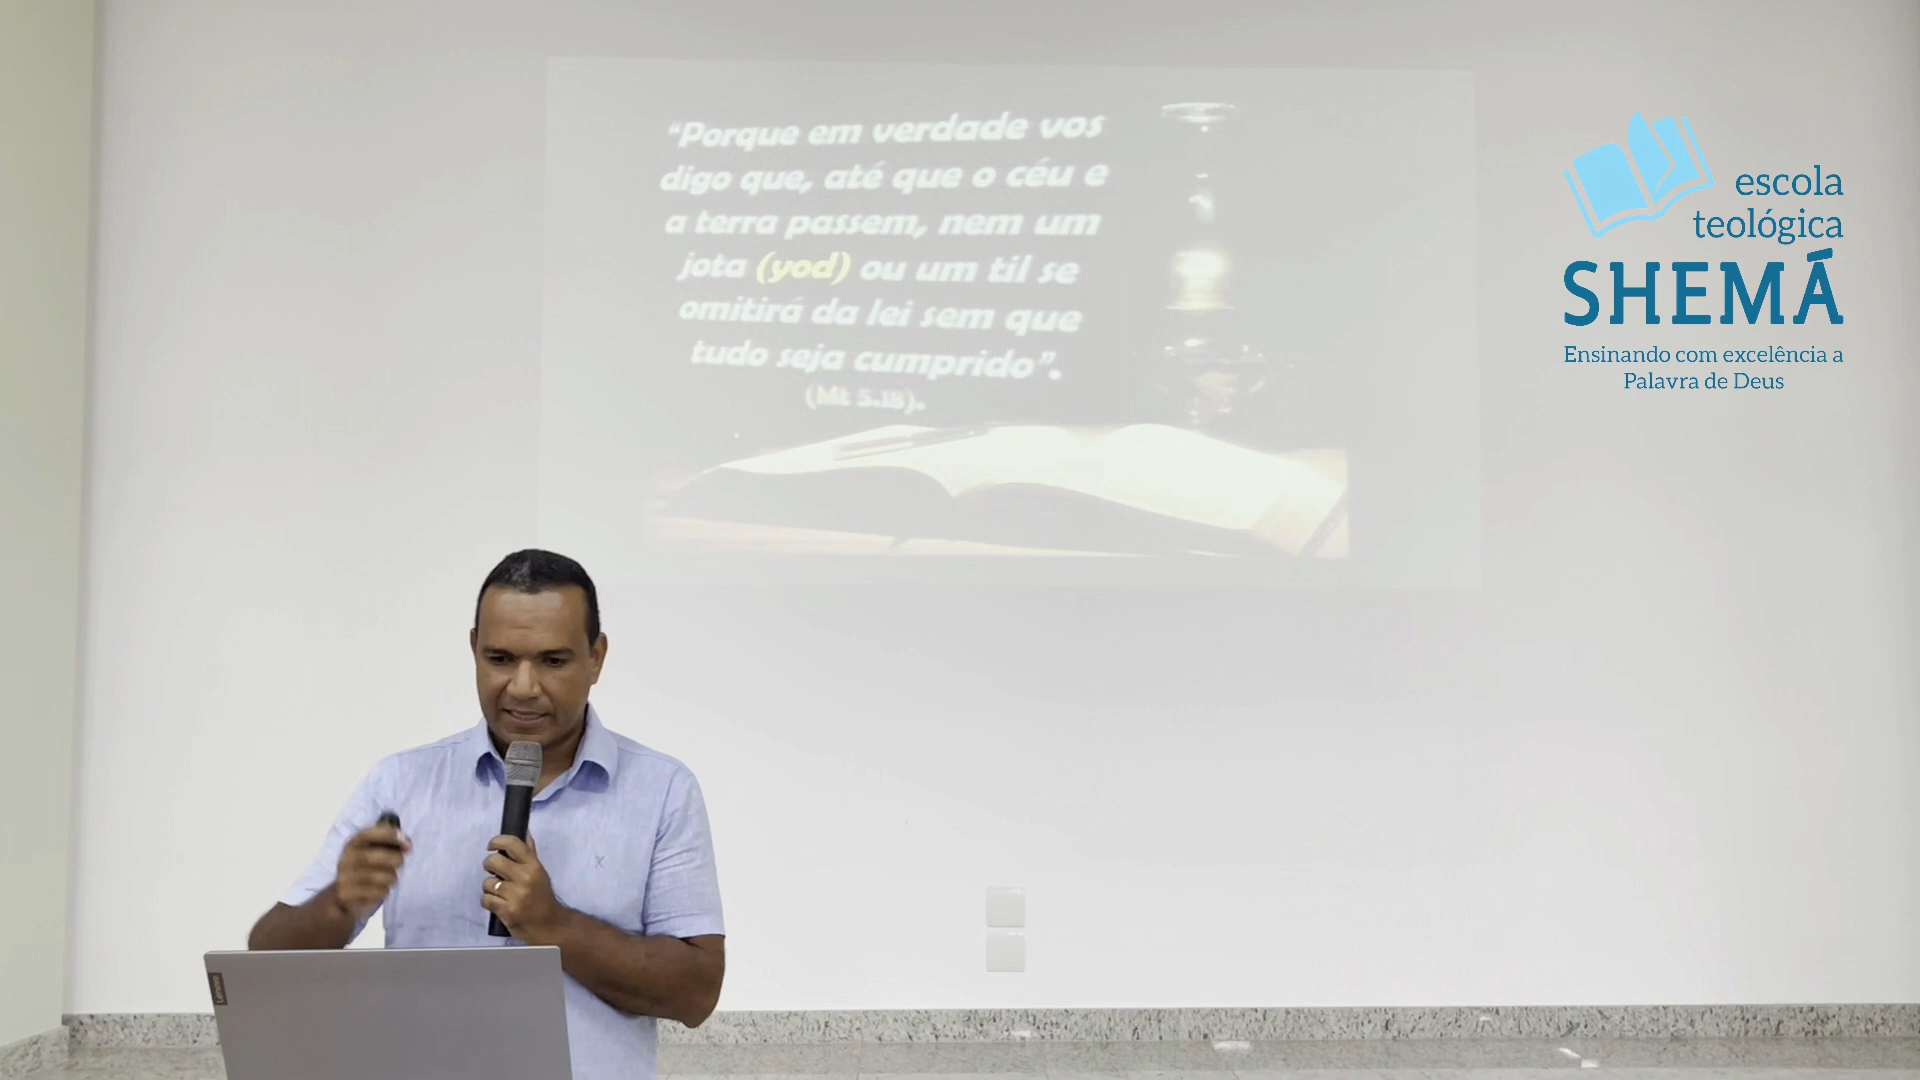 “Porque em verdade vos
digo que, até que o céu e
a terra passem, nem um
jota (yod) ou um til se
omitirá da lei sem que
tudo seja cumprido”.
(Mt 5.18).
escola
teológica
SHEMÁ
Ensinando com excelência a
Palavra de Deus
Lenovo